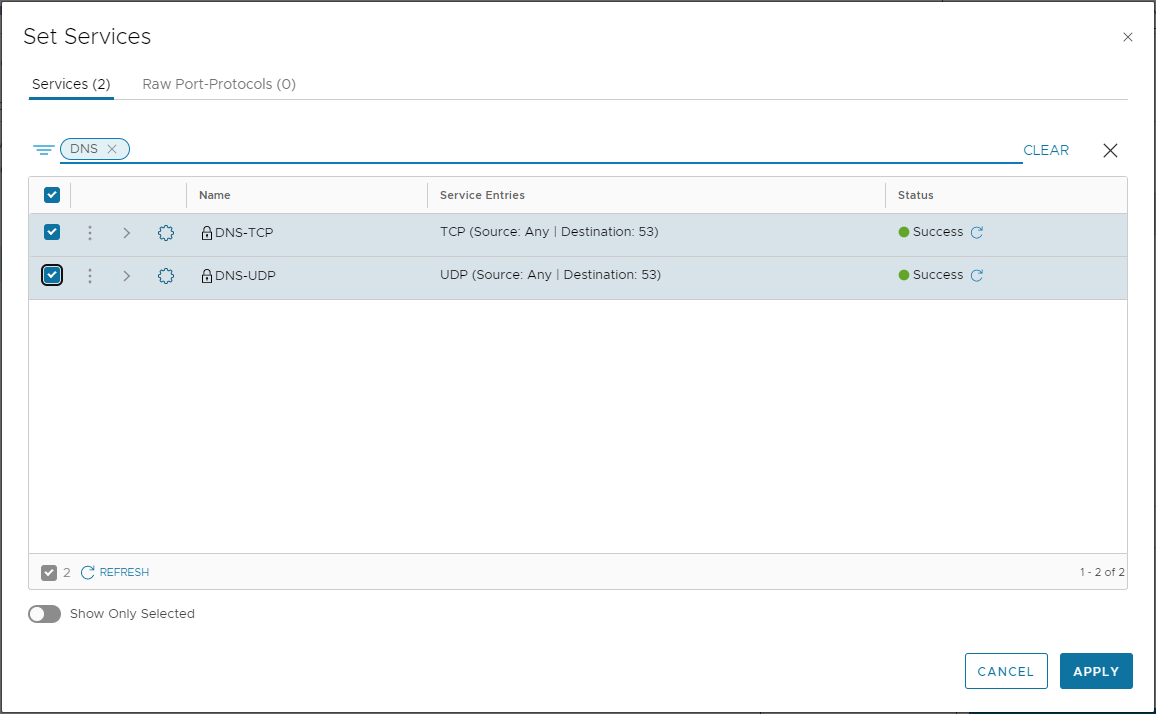 Set Services
Services (2) Raw Port-Protocols (0)
DNS CLEAR
Name Service Entries Status
DNS-TCP TCP (Source: Any | Destination: 53) Success
DNS-UDP UDP (Source: Any | Destination: 53) Success
2 REFRESH 1 - 2 of 2
Show Only Selected
CANCEL APPLY